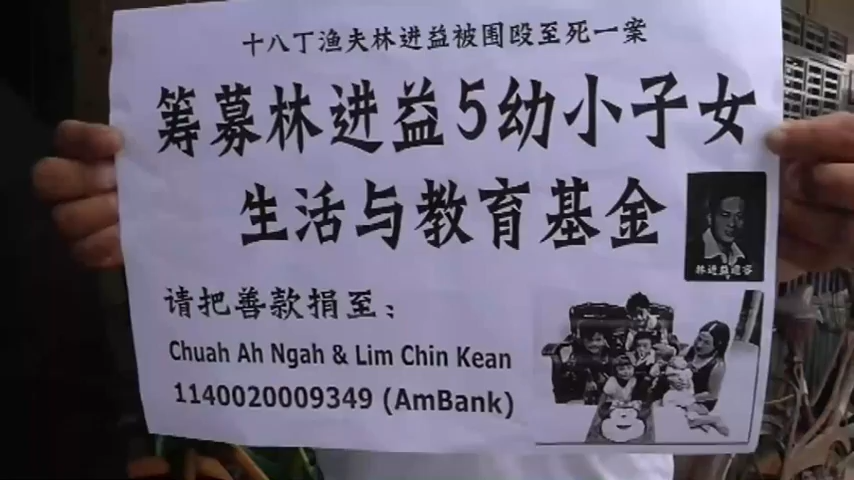 十八丁渔夫林进益被围殴至死一案
筹募林进益5幼小子女
生活与教育基金
林进益遗容
请把善款捐至；
Chuah Ah Ngah & Lim Chin Kean
1140020009349 (AmBank)